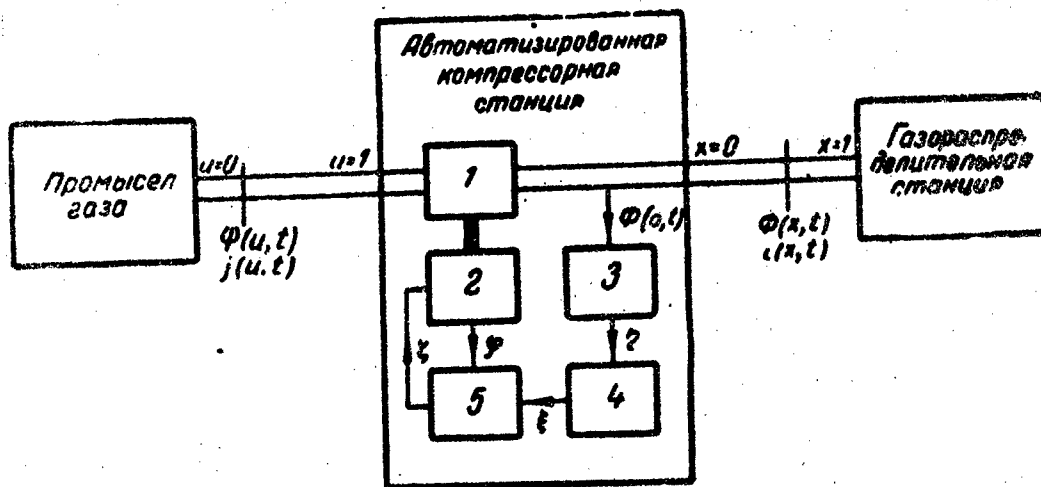 Автоматизированная
компрессорная
станция
Промысел
газа
u=0
u=1
x=0
x=1
Газораспре-
делительная
станция
φ(u,t)
j(u.t)
Φ(0,t)
Φ(x,t)
ι(x,t)
1
2
3
4
5
ζ
φ
η
ξ